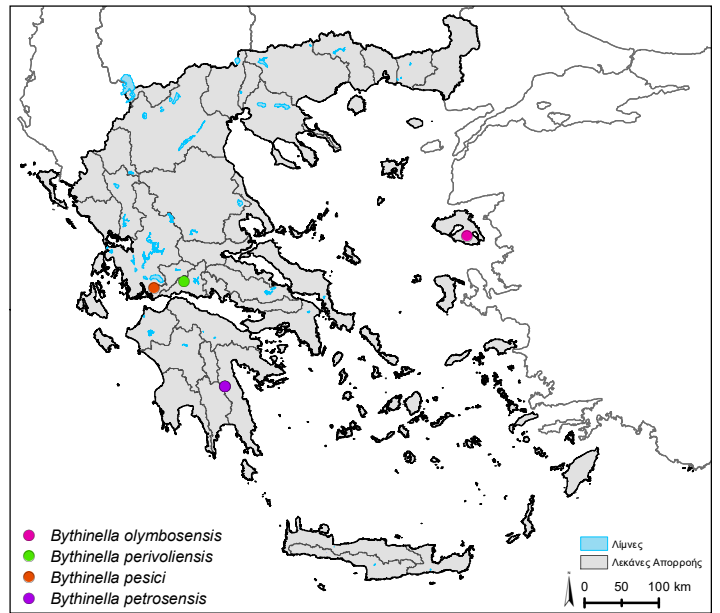 Bythinella olymbosensis
Bythinella perivoliensis
Bythinella pesici
Bythinella petrosensis
Λίμνες
Λεκάνες Απορροής
0 50 100 km